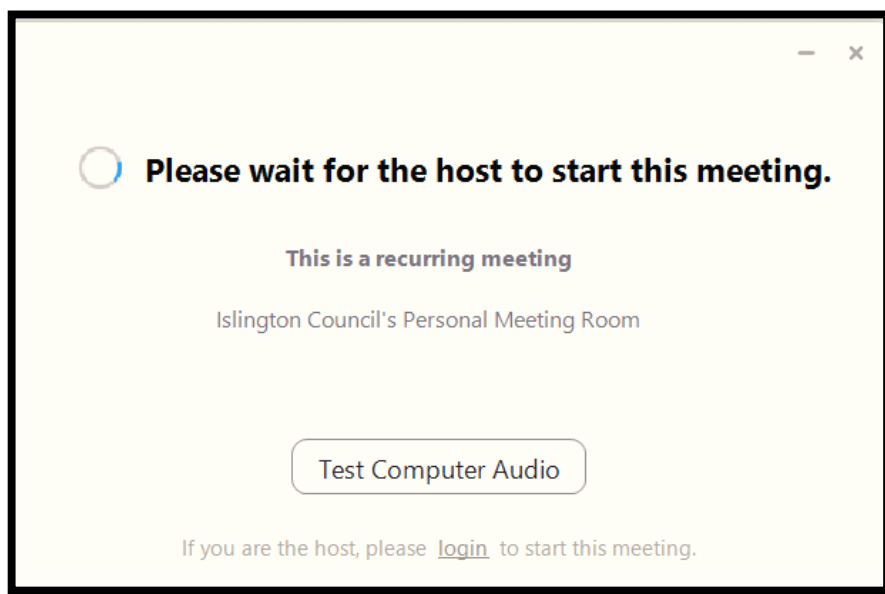 Please wait for the host to start this meeting.
This is a recurring meeting
Islington Council's Personal Meeting Room
Test Computer Audio
If you are the host, please login to start this meeting.